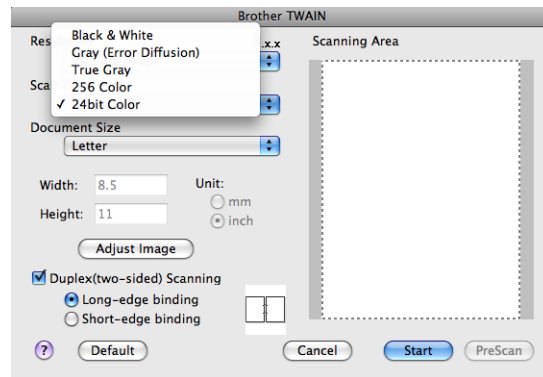 Brother TWAIN
Res
.x.x
Scanning Area
Black & White
Gray (Error Diffusion)
True Gray
256 Color
✓ 24bit Color
Sca
Document Size
Letter
Width: 8.5
Unit:
mm
Height: 11
inch
Adjust Image
Duplex(two-sided) Scanning
Long-edge binding
Short-edge binding
?
Default
Cancel
Start
PreScan